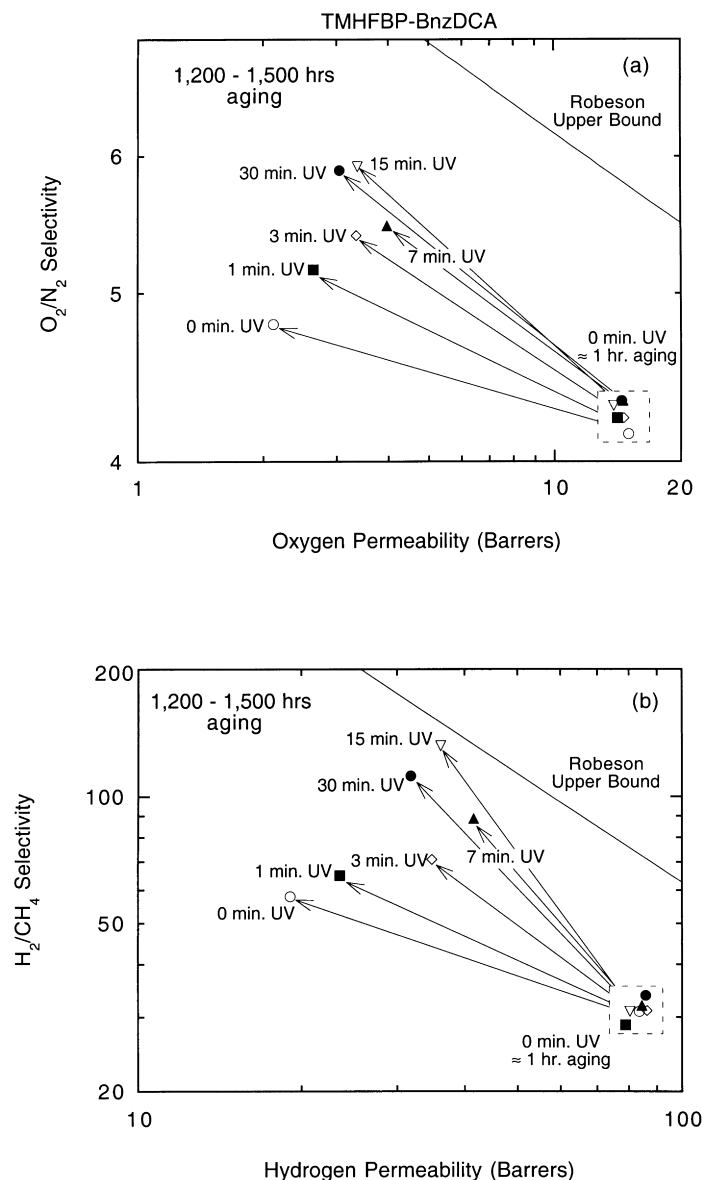 TMHFBP-BnzDCA
(a)
1,200 - 1,500 hrs
aging
Robeson
Upper Bound
6
15 min. UV
30 min. UV
3 min. UV
7 min. UV
1 min. UV
5
0 min. UV
0 min. UV
≈ 1 hr. aging
4
O2/N2 Selectivity
1
10
20
Oxygen Permeability (Barrers)
200
(b)
1,200 - 1,500 hrs
aging
15 min. UV
Robeson
Upper Bound
30 min. UV
100
7 min. UV
3 min. UV
1 min. UV
0 min. UV
50
0 min. UV
≈ 1 hr. aging
20
H2/CH4 Selectivity
10
100
Hydrogen Permeability (Barrers)